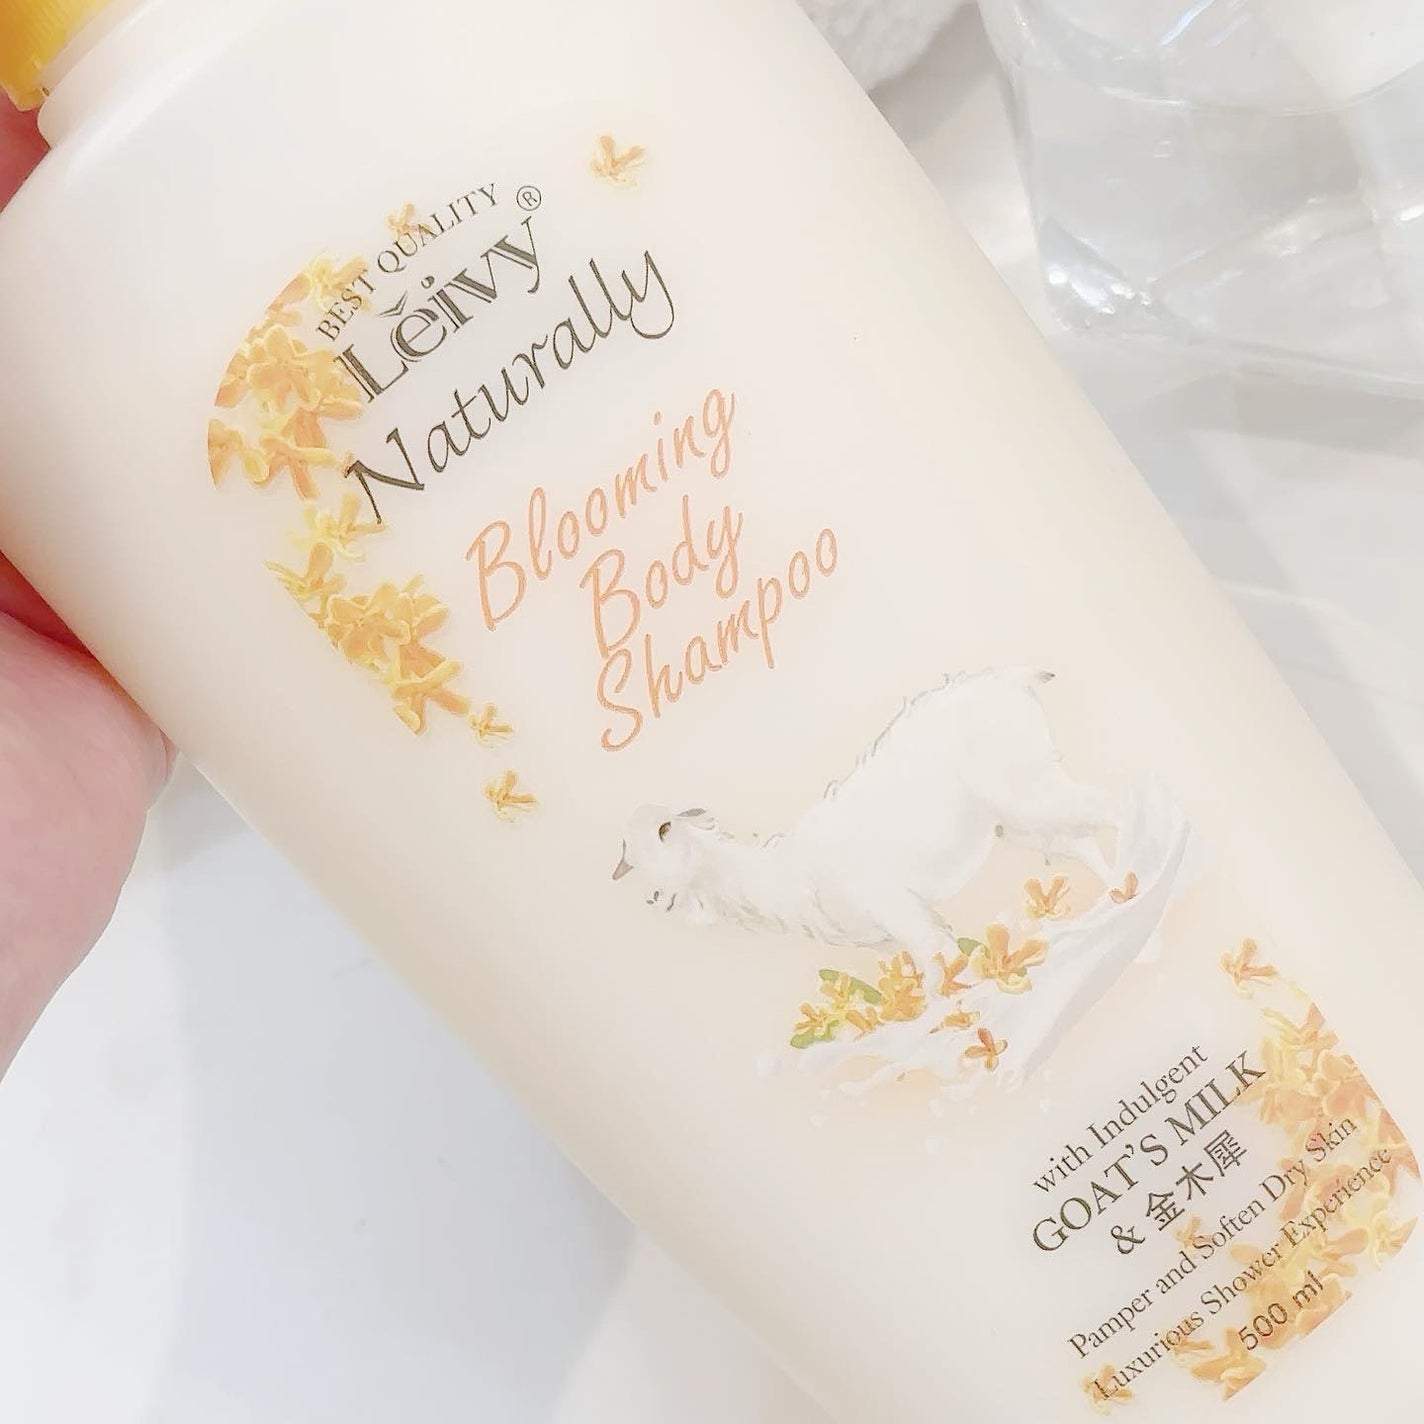 BEST QUALITY
Lěivy®
Naturally
Blooming
Body
Shampoo
with Indulgent
GOAT'S MILK
& 金木犀
Pamper and Soften Dry Skin
Luxurious Shower Experience
500 ml